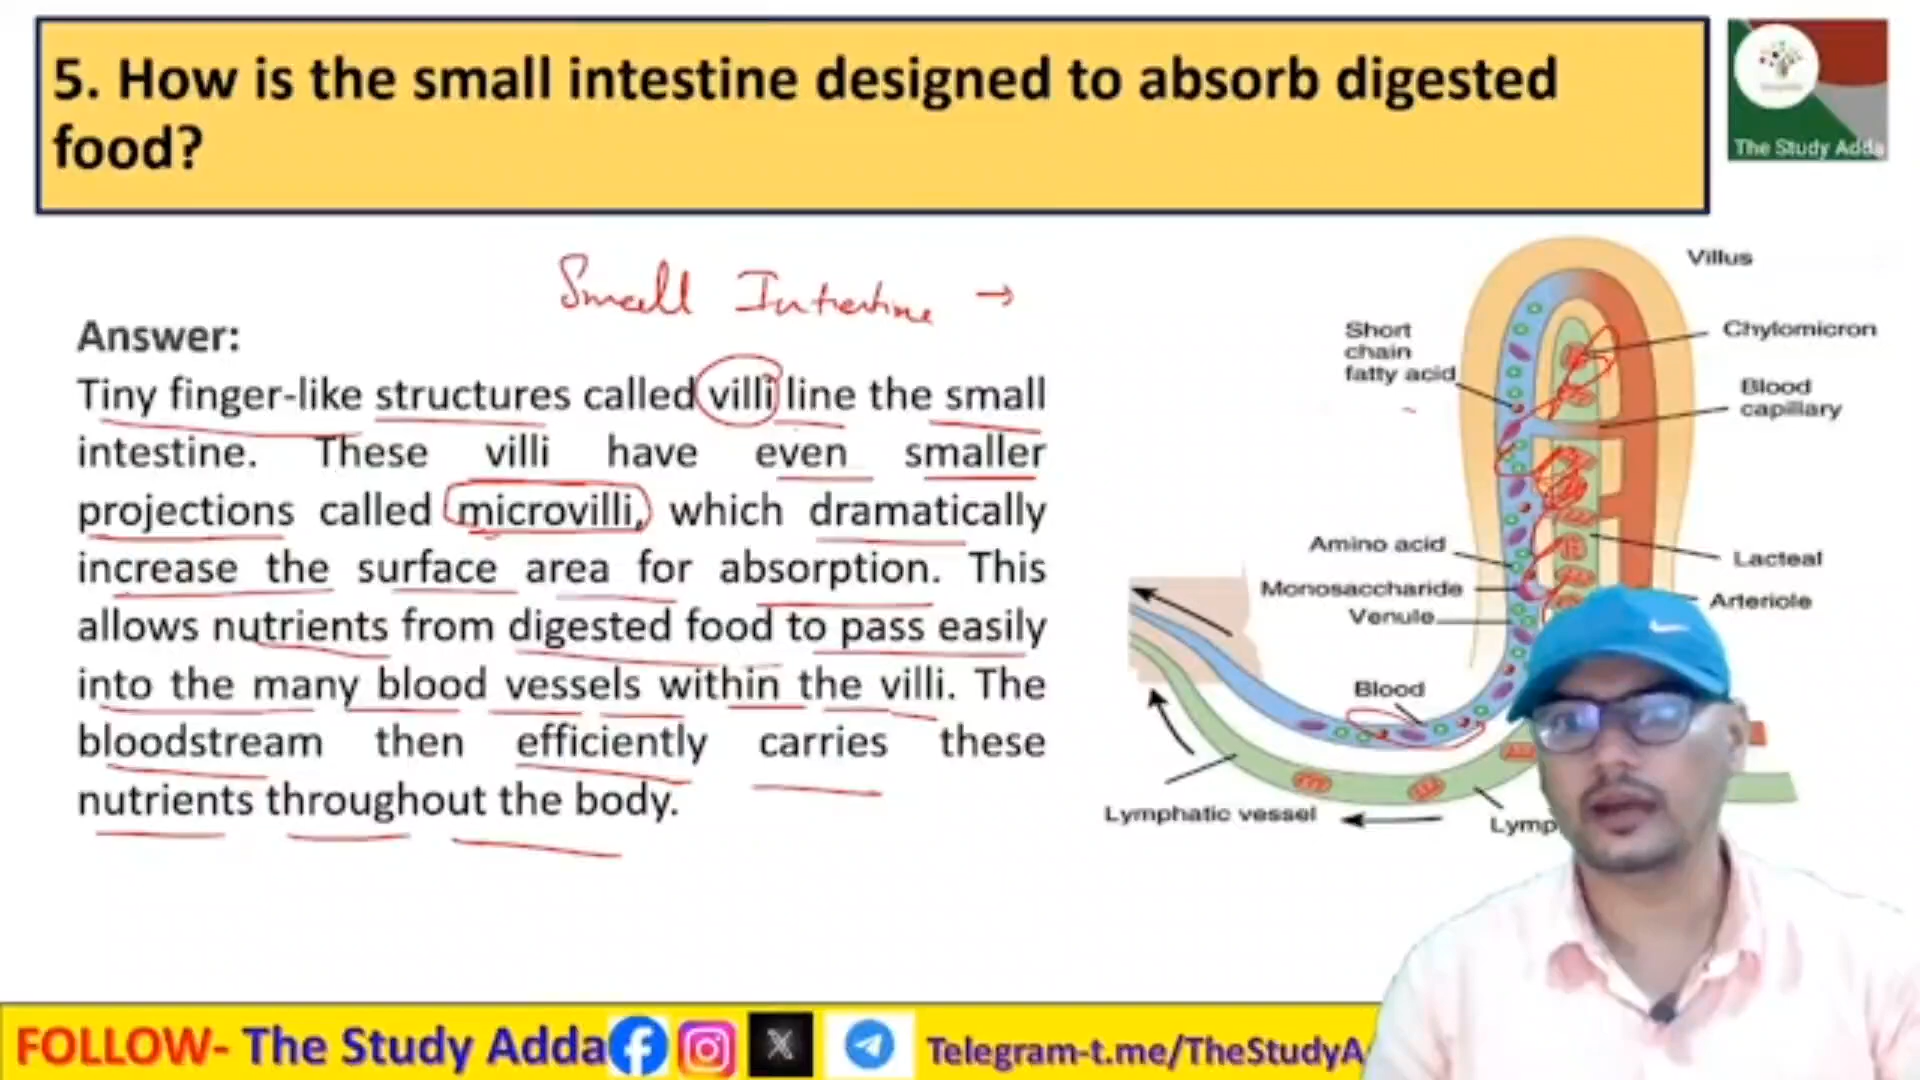 5. How is the small intestine designed to absorb digested
food?
The Study Adda
Small Intestine →
Answer:
Tiny finger-like structures called villi line the small
intestine. These villi have even smaller
projections called microvilli, which dramatically
increase the surface area for absorption. This
allows nutrients from digested food to pass easily
into the many blood vessels within the villi. The
bloodstream then efficiently carries these
nutrients throughout the body.
Villus
Chylomicron
Short
chain
fatty acid
Blood
capillary
Amino acid
Lacteal
Monosaccharide
Arteriole
Venule
Blood
Lymphatic vessel
Lymp
FOLLOW- The Study Adda
Telegram-t.me/TheStudyA